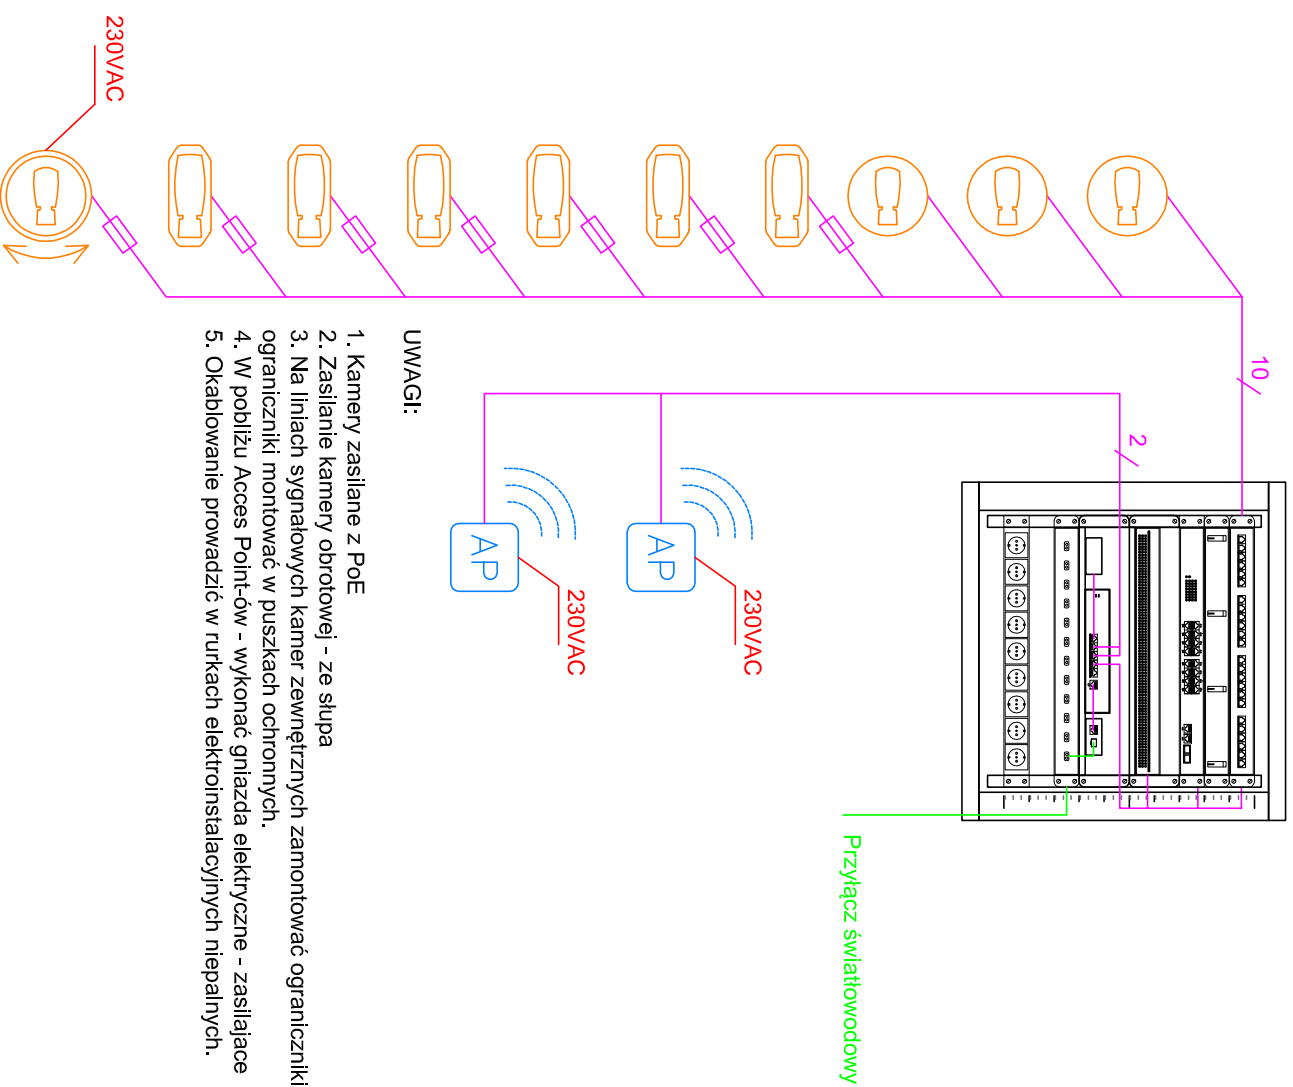 230VAC
10
2
AP
230VAC
AP
230VAC
Przyłącz światłowodowy
UWAGI:
1. Kamery zasilane z PoE
2. Zasilanie kamery obrotowej - ze słupa
3. Na liniach sygnałowych kamer zewnętrznych zamontować ograniczniki
ograniczniki montować w puszkach ochronnych.
4. W pobliżu Acces Point-ów - wykonać gniazda elektryczne - zasilajace
5. Okablowanie prowadzić w rurkach elektroinstalacyjnych niepalnych.